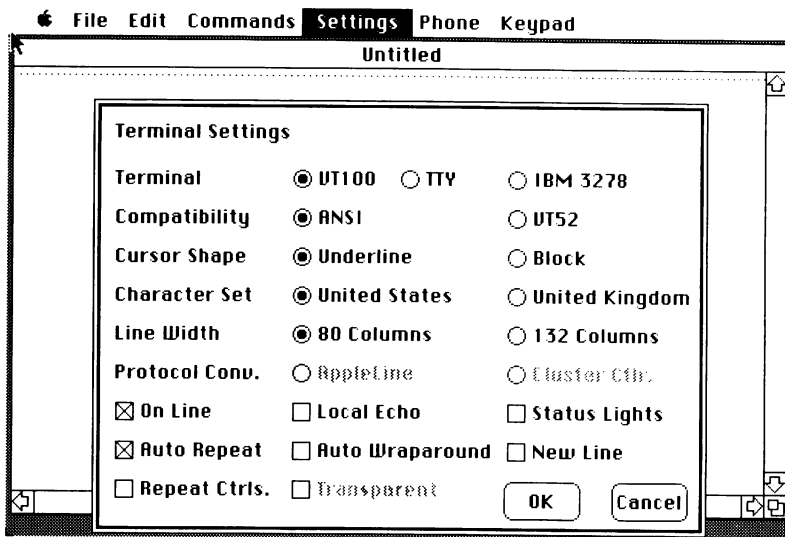 File Edit Commands Settings Phone Keypad
Untitled
Terminal Settings
Terminal VT100 TTY IBM 3278
Compatibility ANSI VT52
Cursor Shape Underline Block
Character Set United States United Kingdom
Line Width 80 Columns 132 Columns
Protocol Conv. AppleLine Cluster Ctlr.
On Line Local Echo Status Lights
Auto Repeat Auto Wraparound New Line
Repeat Ctrls. Transparent OK Cancel